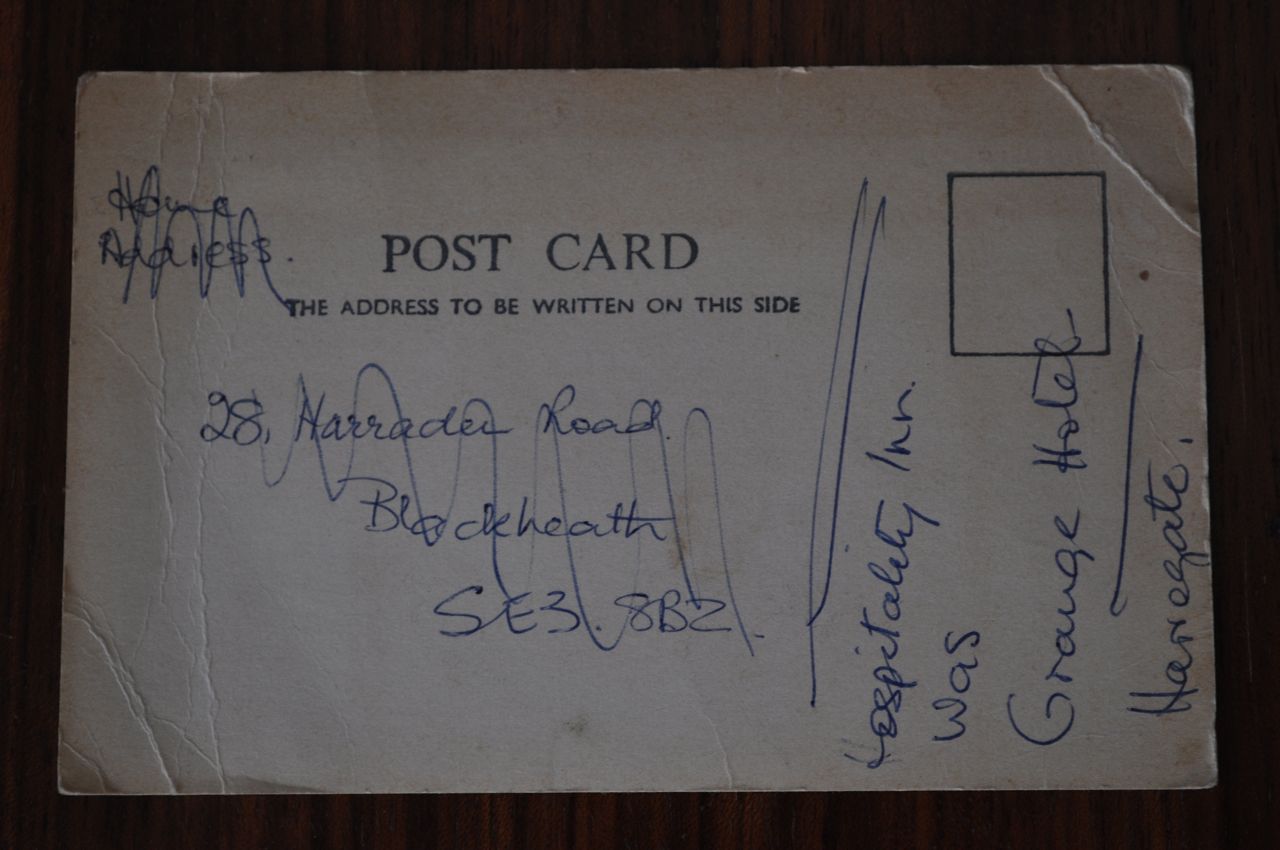 Home
Address.
POST CARD
THE ADDRESS TO BE WRITTEN ON THIS SIDE
28, Harrader Road.
Blackheath
SE3. 8BZ.
Hospitality Inn.
was
Grange Hotel
Harrogate.